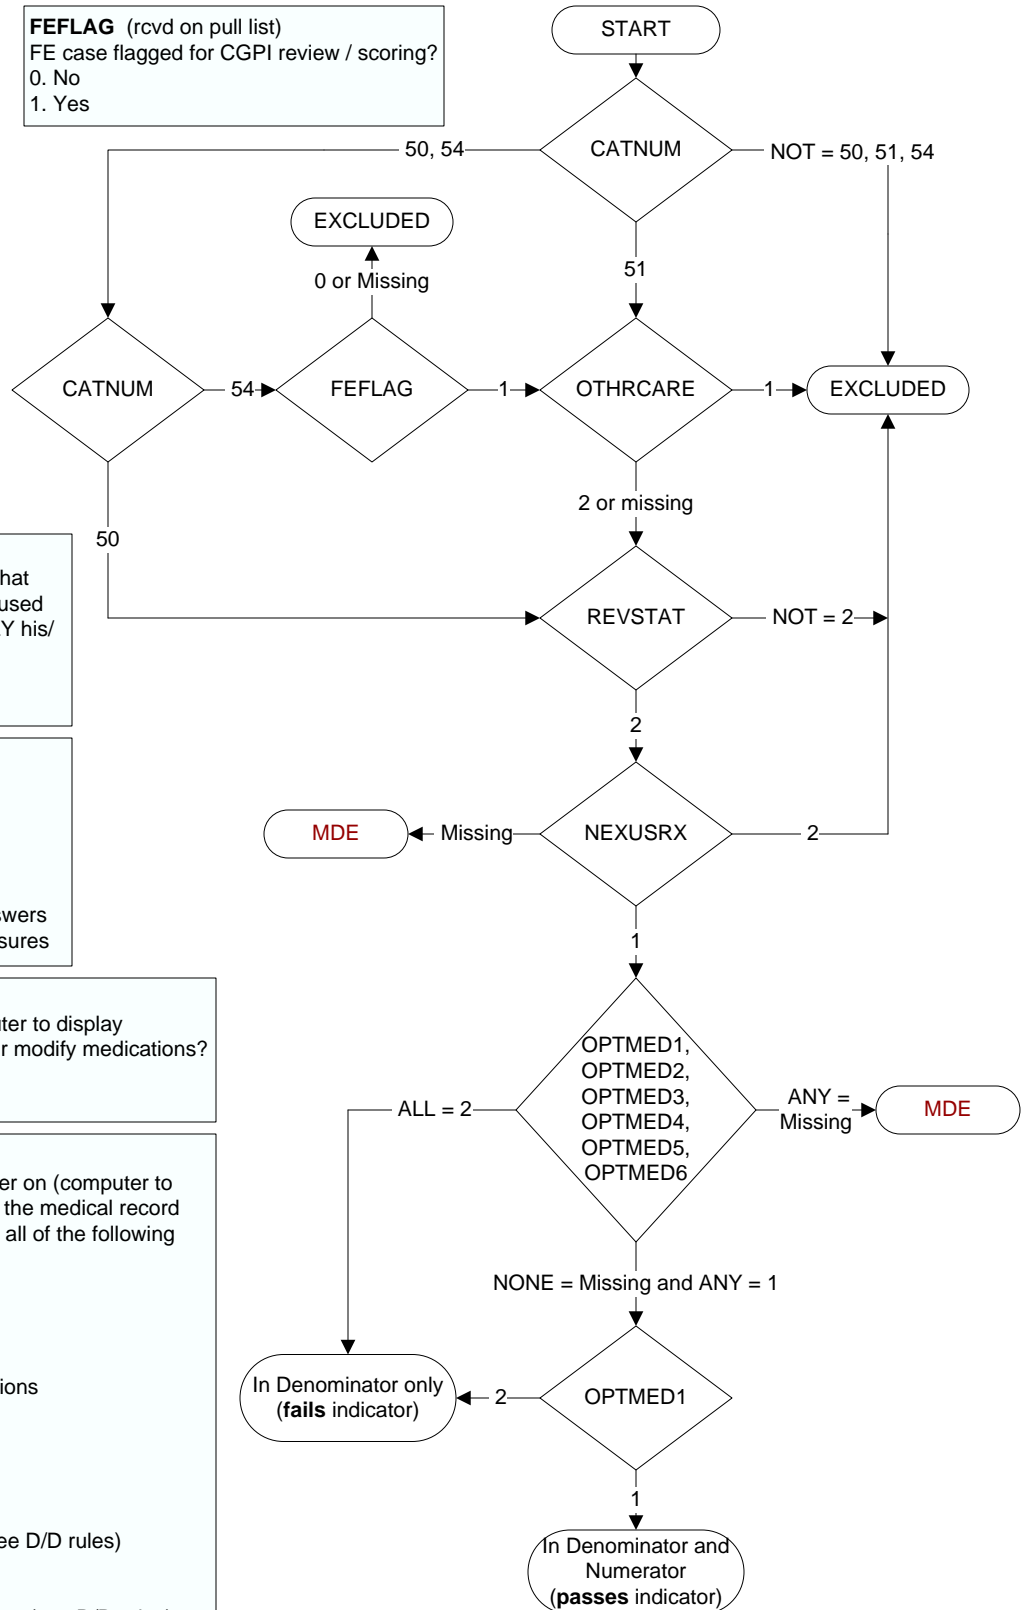 FEFLAG (rcvd on pull list)
FE case flagged for CGPI review / scoring?
0. No
1. Yes
START
CATNUM
50, 54
NOT = 50, 51, 54
EXCLUDED
0 or Missing
51
CATNUM
54
FEFLAG
1
OTHRCARE
1
EXCLUDED
2 or missing
50
REVSTAT
NOT = 2
2
MDE
Missing
NEXUSRX
2
1
OPTMED1,
OPTMED2,
OPTMED3,
OPTMED4,
OPTMED5,
OPTMED6
ALL = 2
ANY =
Missing
MDE
NONE = Missing and ANY = 1
In Denominator only
(fails indicator)
2
OPTMED1
1
In Denominator and
Numerator
(passes indicator)
hat
used
Y his/
swers
sures
ter to display
r modify medications?
er on (computer to
the medical record
all of the following
ions
ee D/D rules)